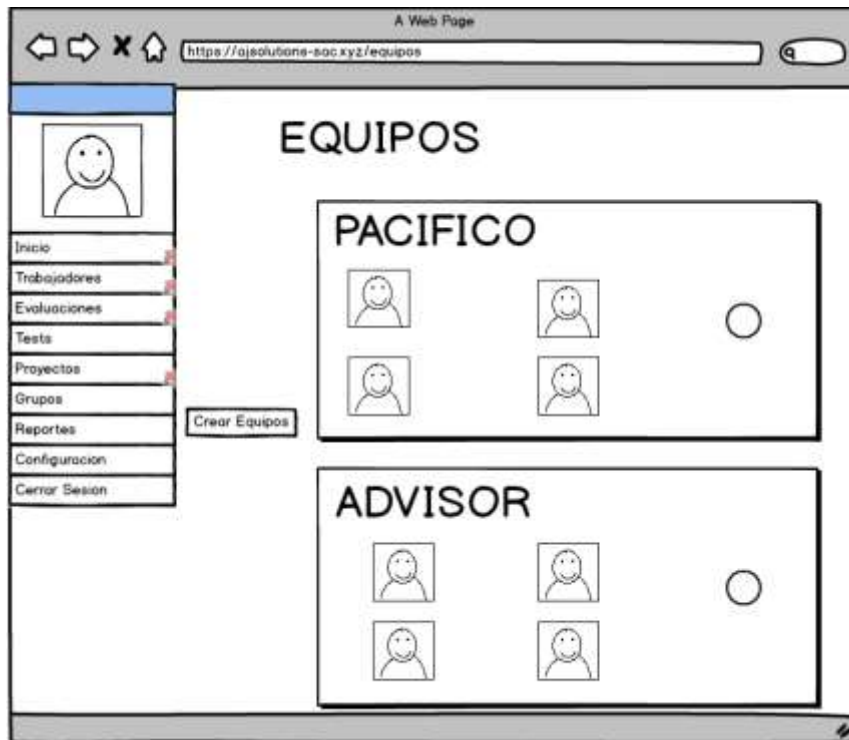 A Web Page
https://ajsolutions-sac.xyz/equipos
EQUIPOS
PACIFICO
Inicio
Trabajadores
Evaluaciones
Tests
Proyectos
Grupos
Reportes
Configuracion
Cerrar Sesion
Crear Equipos
ADVISOR